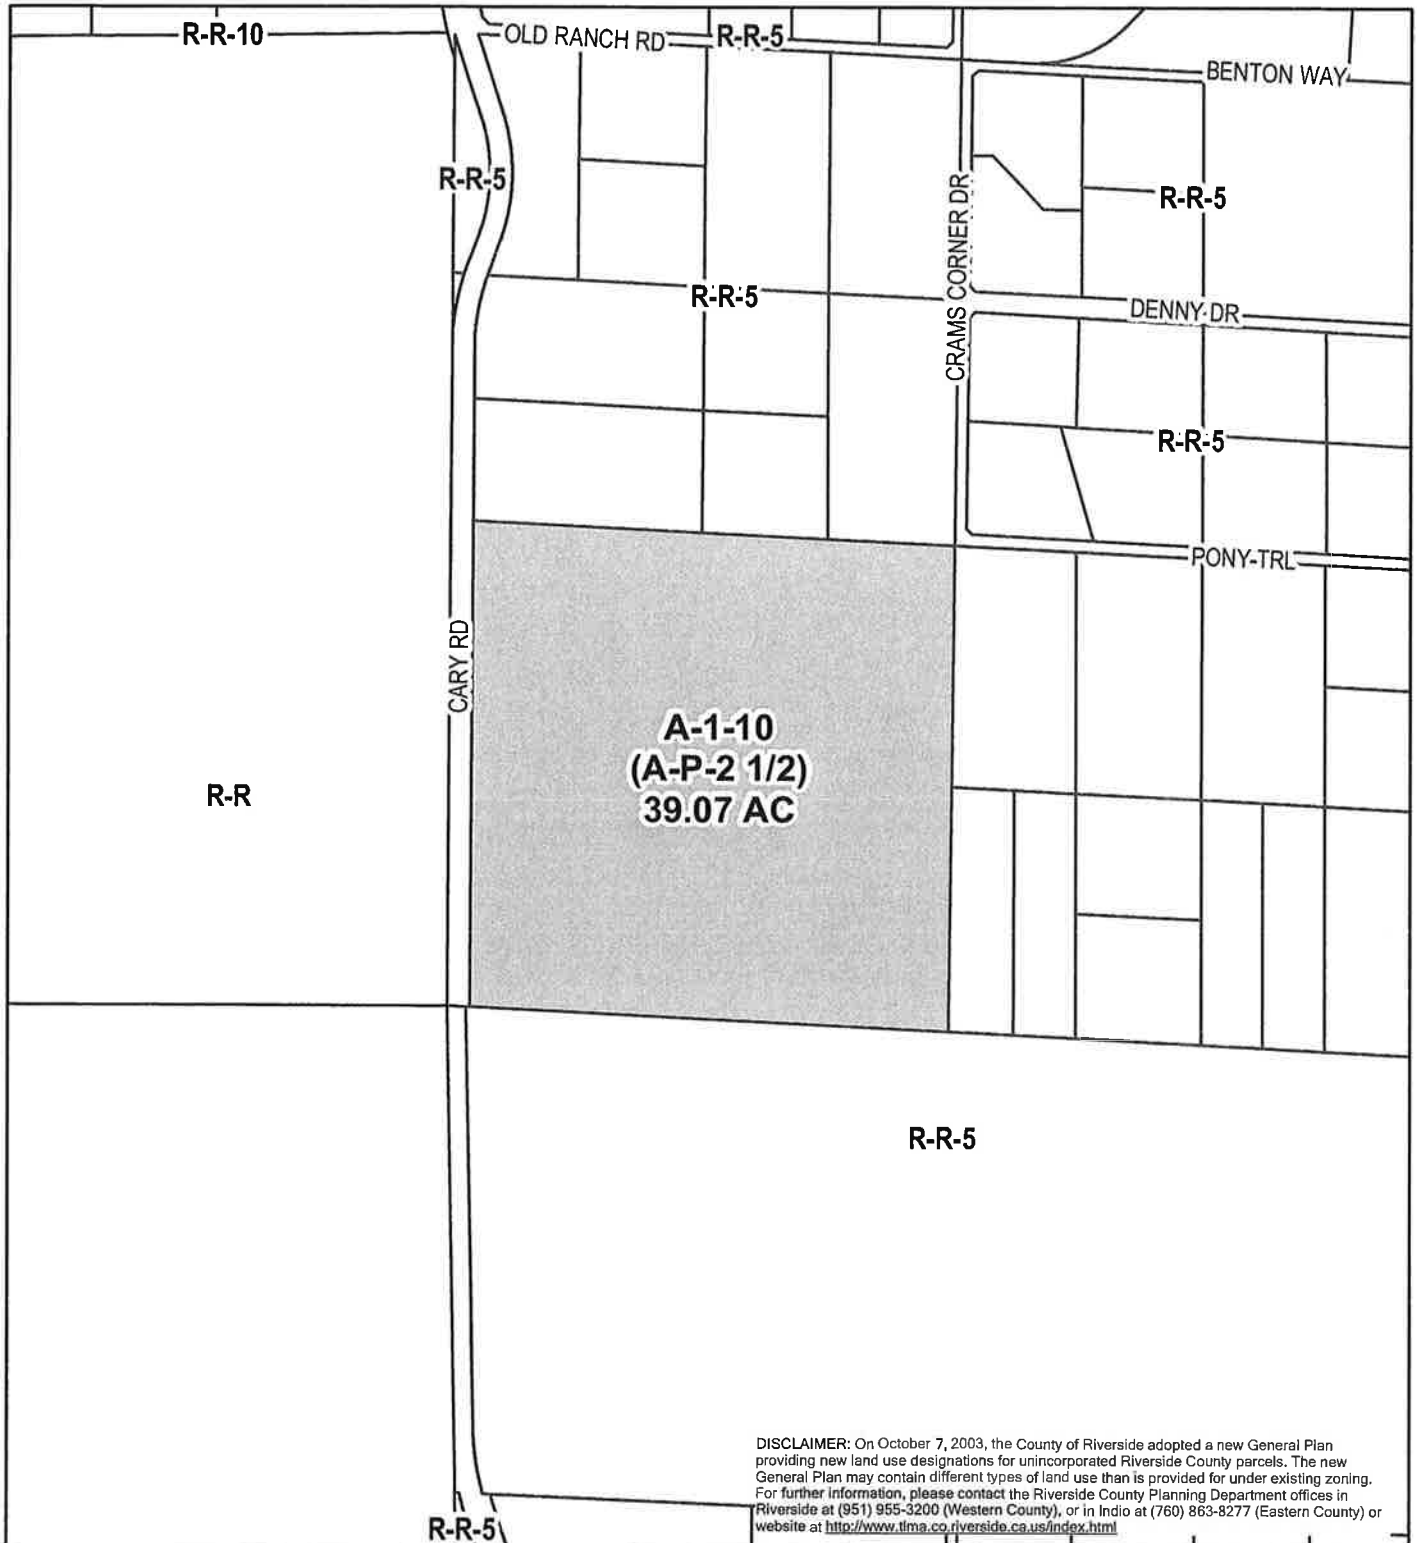 R-R-10
OLD RANCH RD
R-R-5
BENTON WAY
R-R-5
R-R-5
CRAMS CORNER DR
R-R-5
DENNY DR
R-R-5
PONY TRL
CARY RD
A-1-10
(A-P-2 1/2)
39.07 AC
R-R
R-R-5
DISCLAIMER: On October 7, 2003, the County of Riverside adopted a new General Plan
providing new land use designations for unincorporated Riverside County parcels. The new
General Plan may contain different types of land use than is provided for under existing zoning.
For further information, please contact the Riverside County Planning Department offices in
Riverside at (951) 955-3200 (Western County), or in Indio at (760) 863-8277 (Eastern County) or
website at http://www.tlma.co.riverside.ca.us/index.html
R-R-5